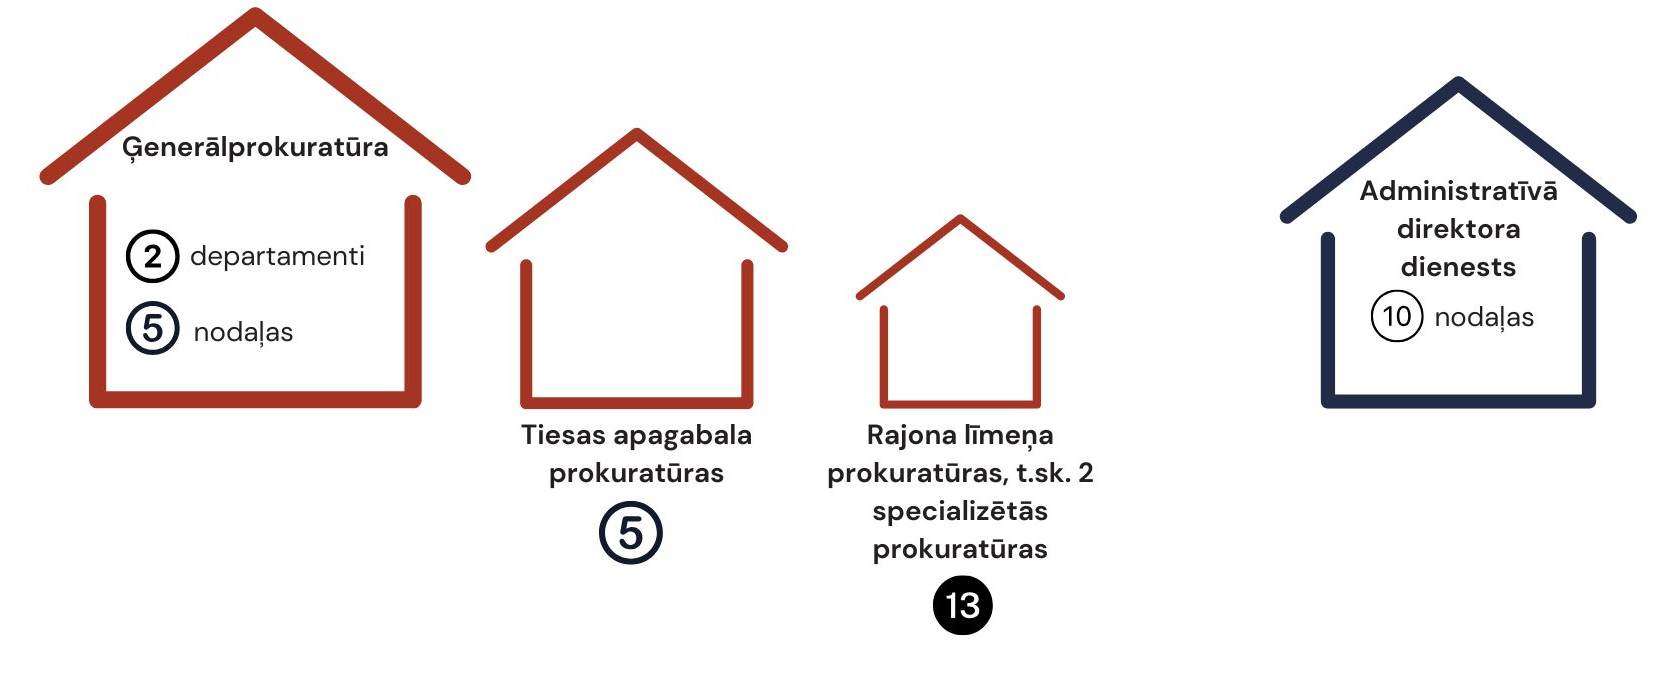 Ģenerālprokuratūra
2 departamenti
5 nodaļas
Tiesas apagabala
prokuratūras
5
Rajona līmeņa
prokuratūras, t.sk. 2
specializētās
prokuratūras
13
Administratīvā
direktora
dienests
10 nodaļas